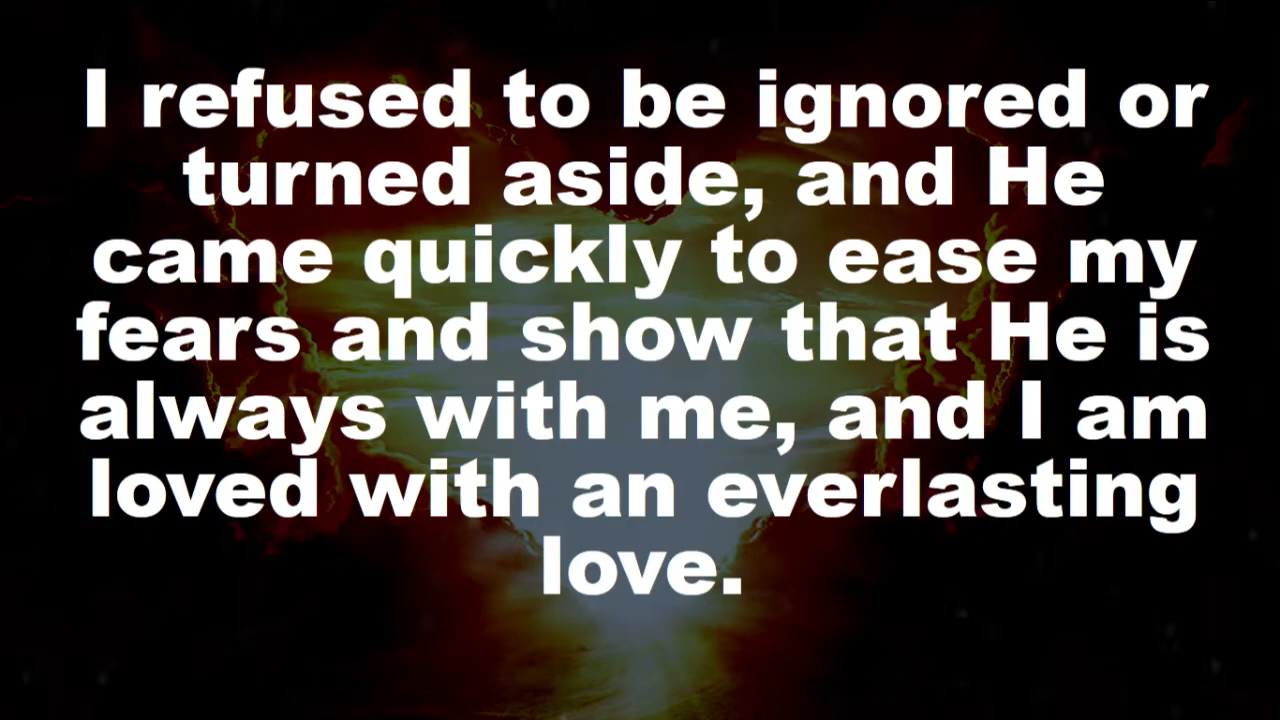 I refused to be ignored or
turned aside, and He
came quickly to ease my
fears and show that He is
always with me, and I am
loved with an everlasting
love.